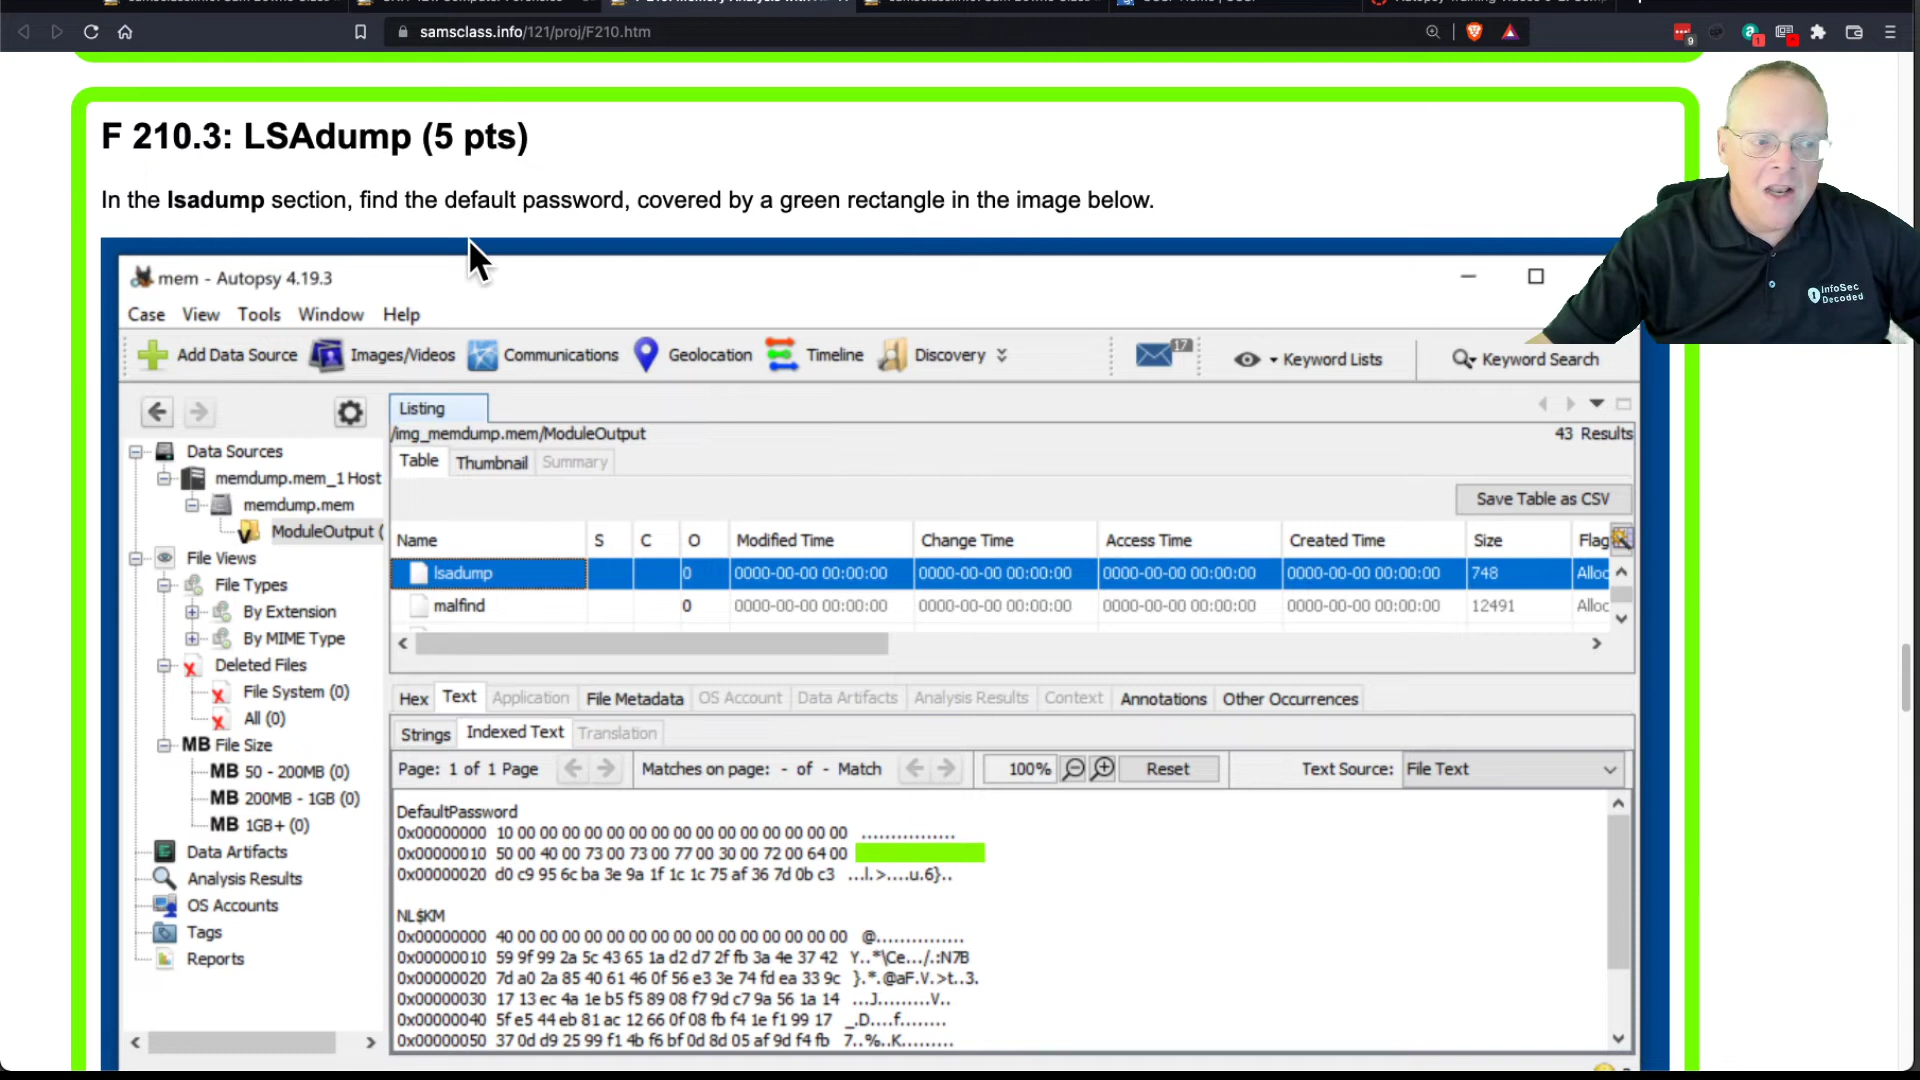 samsclass.info/121/proj/F210.htm
F 210.3: LSAdump (5 pts)
In the lsadump section, find the default password, covered by a green rectangle in the image below.
InfoSec
Decoded
mem - Autopsy 4.19.3
Case View Tools Window Help
Add Data Source Images/Videos Communications Geolocation Timeline Discovery 17 Keyword Lists Keyword Search
Listing
/img_memdump.mem/ModuleOutput 43 Results
Table Thumbnail Summary
Save Table as CSV
Name S C O Modified Time Change Time Access Time Created Time Size Flag
lsadump 0 0000-00-00 00:00:00 0000-00-00 00:00:00 0000-00-00 00:00:00 0000-00-00 00:00:00 748 Alloc
malfind 0 0000-00-00 00:00:00 0000-00-00 00:00:00 0000-00-00 00:00:00 0000-00-00 00:00:00 12491 Alloc
Data Sources
memdump.mem_1 Host
memdump.mem
ModuleOutput (
File Views
File Types
By Extension
By MIME Type
Deleted Files
File System (0)
All (0)
MB File Size
MB 50 - 200MB (0)
MB 200MB - 1GB (0)
MB 1GB+ (0)
Data Artifacts
Analysis Results
OS Accounts
Tags
Reports
Hex Text Application File Metadata OS Account Data Artifacts Analysis Results Context Annotations Other Occurrences
Strings Indexed Text Translation
Page: 1 of 1 Page Matches on page: - of - Match 100% Reset Text Source: File Text
DefaultPassword
0x00000000 10 00 00 00 00 00 00 00 00 00 00 00 00 00 00 00 ................
0x00000010 50 00 40 00 73 00 73 00 77 00 30 00 72 00 64 00
0x00000020 d0 c9 95 6c ba 3e 9a 1f 1c 1c 75 af 36 7d 0b c3 ...l.>....u.6}..
NL$KM
0x00000000 40 00 00 00 00 00 00 00 00 00 00 00 00 00 00 00 @...............
0x00000010 59 9f 99 2a 5c 43 65 1a d2 d7 2f fb 3a 4e 37 42 Y..*\Ce.../.:N7B
0x00000020 7d a0 2a 85 40 61 46 0f 56 e3 3e 74 fd ea 33 9c }.*.@aF.V.>t..3.
0x00000030 17 13 ec 4a 1e b5 f5 89 08 f7 9d c7 9a 56 1a 14 ...J.........V..
0x00000040 5f e5 44 eb 81 ac 12 66 0f 08 fb f4 1e f1 99 17 _.D....f........
0x00000050 37 0d d9 25 99 f1 4b f6 bf 0d 8d 05 af 9d f4 fb 7..%..K.........